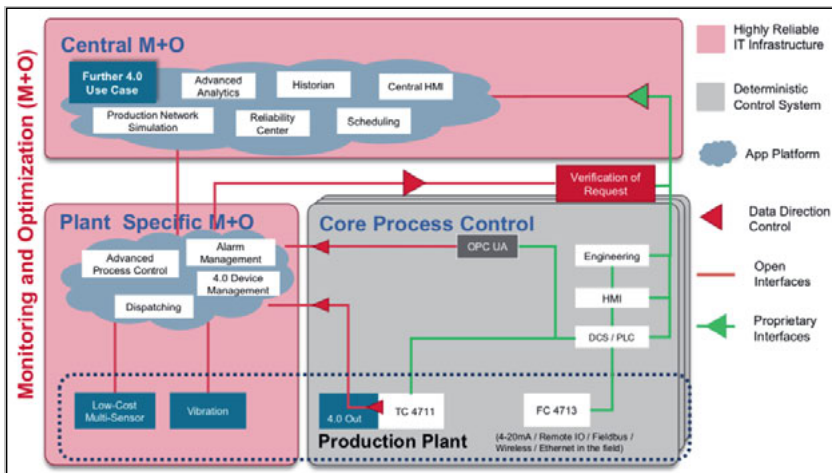 Monitoring and Optimization (M+O)
Central M+O
Further 4.0
Use Case
Advanced
Analytics
Historian
Central HMI
Production Network
Simulation
Reliability
Center
Scheduling
Plant Specific M+O
Advanced
Process Control
Alarm
Management
4.0 Device
Management
Dispatching
Low-Cost
Multi-Sensor
Vibration
Verification of
Request
Core Process Control
OPC UA
Engineering
HMI
DCS / PLC
4.0 Out
TC 4711
FC 4713
Production Plant
(4-20mA / Remote IO / Fieldbus /
Wireless / Ethernet in the field)
Highly Reliable
IT Infrastructure
Deterministic
Control System
App Platform
Data Direction
Control
Open
Interfaces
Proprietary
Interfaces